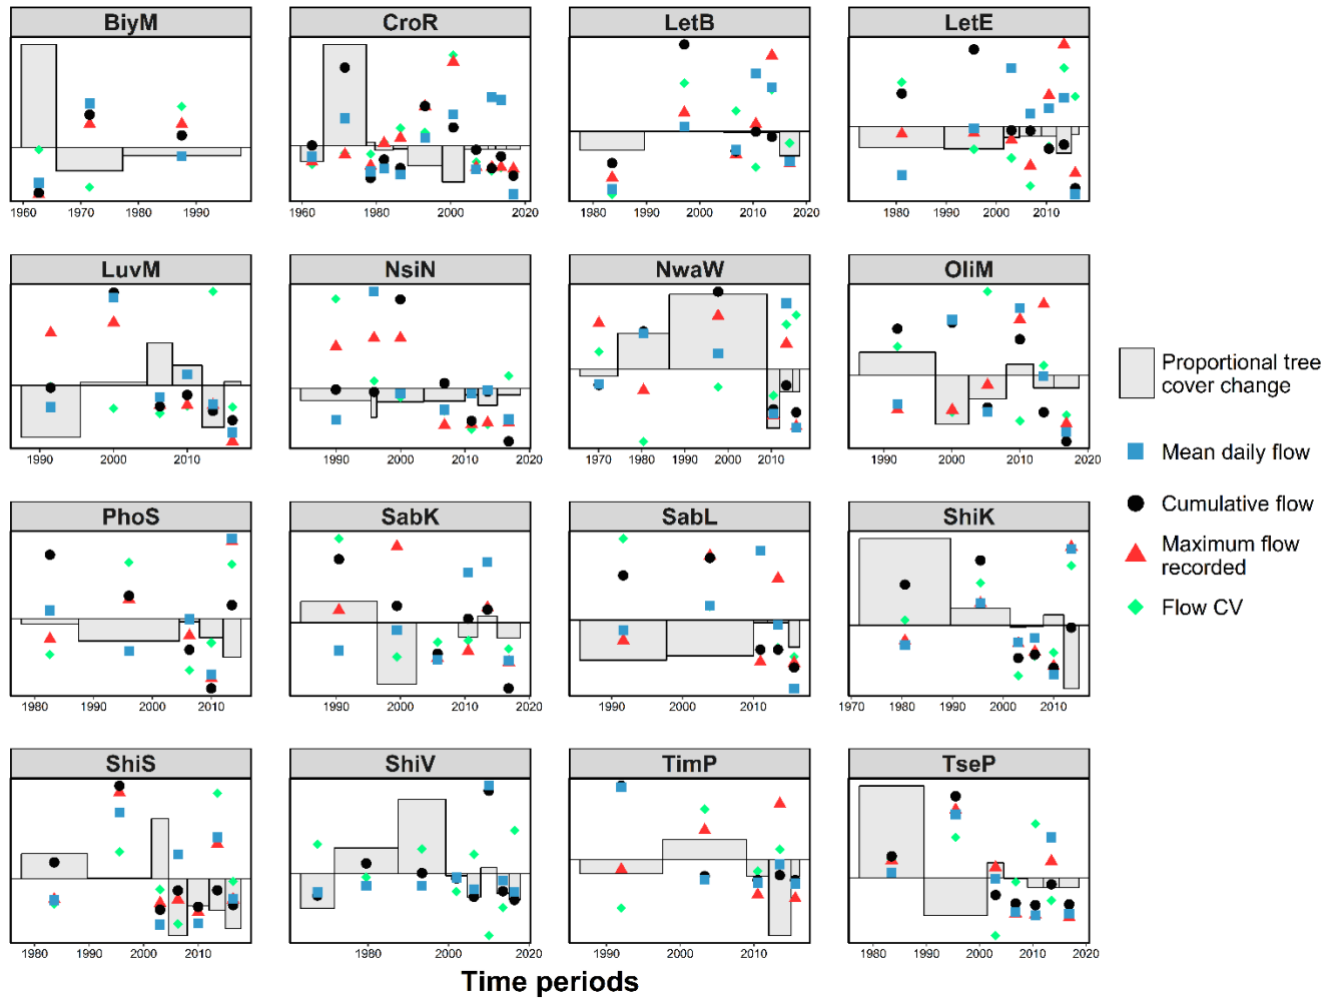 BiyM CroR LetB LetE
1960 1970 1980 1990 1960 1980 2000 2020 1980 1990 2000 2010 1980 1990 2000 2010
LuvM NsiN NwaW OliM
1990 2000 2010 1990 2000 2010 1970 1980 1990 2000 2010 1990 2000 2010 2020
Proportional tree
cover change
Mean daily flow
Cumulative flow
Maximum flow
recorded
Flow CV
PhoS SabK SabL ShiK
1980 1990 2000 2010 1990 2000 2010 2020 1990 2000 2010 1970 1980 1990 2000 2010
ShiS ShiV TimP TseP
1980 1990 2000 2010 1980 2000 2020 1990 2000 2010 1980 1990 2000 2010 2020
Time periods